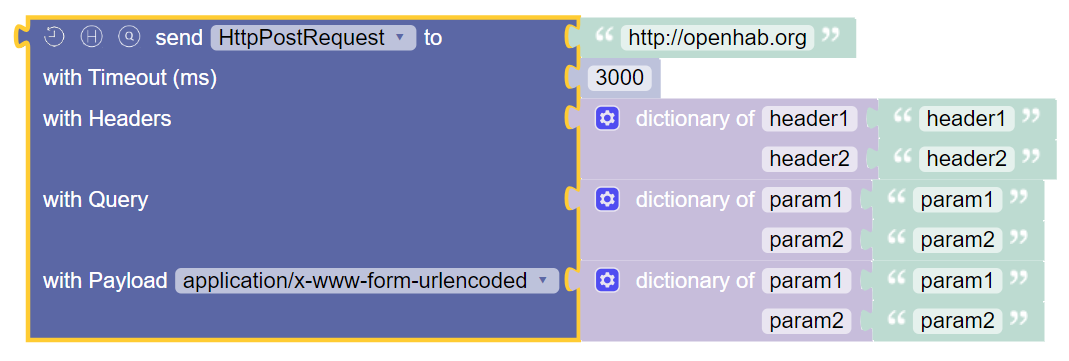 H send HttpPostRequest to “ http://openhab.org ”
with Timeout (ms) 3000
with Headers dictionary of header1 “ header1 ”
header2 “ header2 ”
with Query dictionary of param1 “ param1 ”
param2 “ param2 ”
with Payload application/x-www-form-urlencoded dictionary of param1 “ param1 ”
param2 “ param2 ”